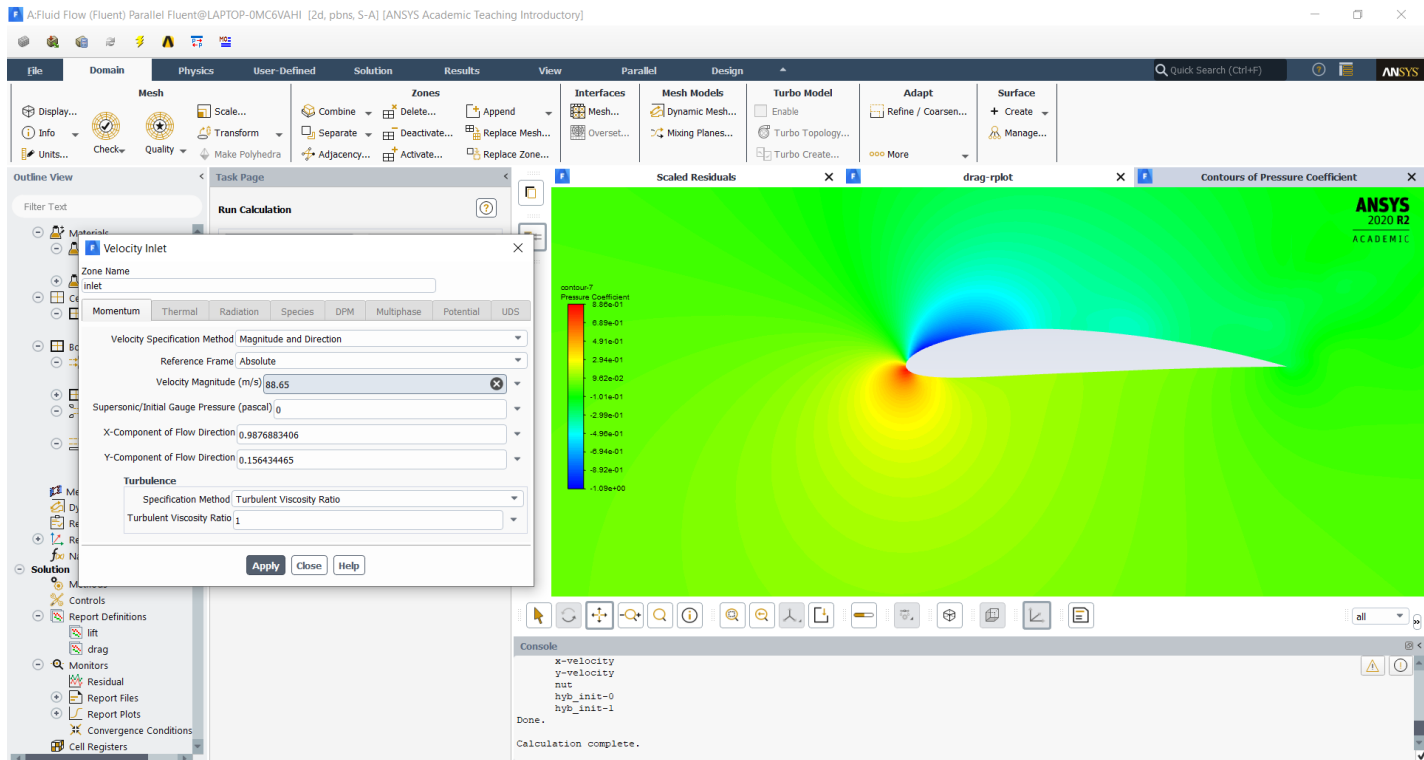 A:Fluid Flow (Fluent) Parallel Fluent@LAPTOP-0MC6VAHI [2d, pbns, S-A] [ANSYS Academic Teaching Introductory]
File Domain Physics User-Defined Solution Results View Parallel Design
Quick Search (Ctrl+F)
ANSYS
Mesh
Display...
Info
Units...
Check
Quality
Scale...
Transform
Make Polyhedra
Zones
Combine
Delete...
Append
Separate
Deactivate...
Replace Mesh...
Adjacency...
Activate...
Replace Zone...
Interfaces
Mesh...
Overset...
Mesh Models
Dynamic Mesh...
Mixing Planes...
Turbo Model
Enable
Turbo Topology...
Turbo Create...
Adapt
Refine / Coarsen...
More
Surface
Create
Manage...
Outline View
Filter Text
Materials
Solution
Controls
Report Definitions
lift
drag
Monitors
Residual
Report Files
Report Plots
Convergence Conditions
Cell Registers
Task Page
Run Calculation
Velocity Inlet
Zone Name
inlet
Momentum Thermal Radiation Species DPM Multiphase Potential UDS
Velocity Specification Method Magnitude and Direction
Reference Frame Absolute
Velocity Magnitude (m/s) 88.65
Supersonic/Initial Gauge Pressure (pascal) 0
X-Component of Flow Direction 0.9876883406
Y-Component of Flow Direction 0.156434465
Turbulence
Specification Method Turbulent Viscosity Ratio
Turbulent Viscosity Ratio 1
Apply Close Help
Scaled Residuals
drag-rplot
Contours of Pressure Coefficient
ANSYS
2020 R2
ACADEMIC
contour-7
Pressure Coefficient
8.86e-01
6.89e-01
4.91e-01
2.94e-01
9.62e-02
-1.01e-01
-2.99e-01
-4.96e-01
-6.94e-01
-8.92e-01
-1.09e+00
all
Console
x-velocity
y-velocity
nut
hyb_init-0
hyb_init-1
Done.
Calculation complete.